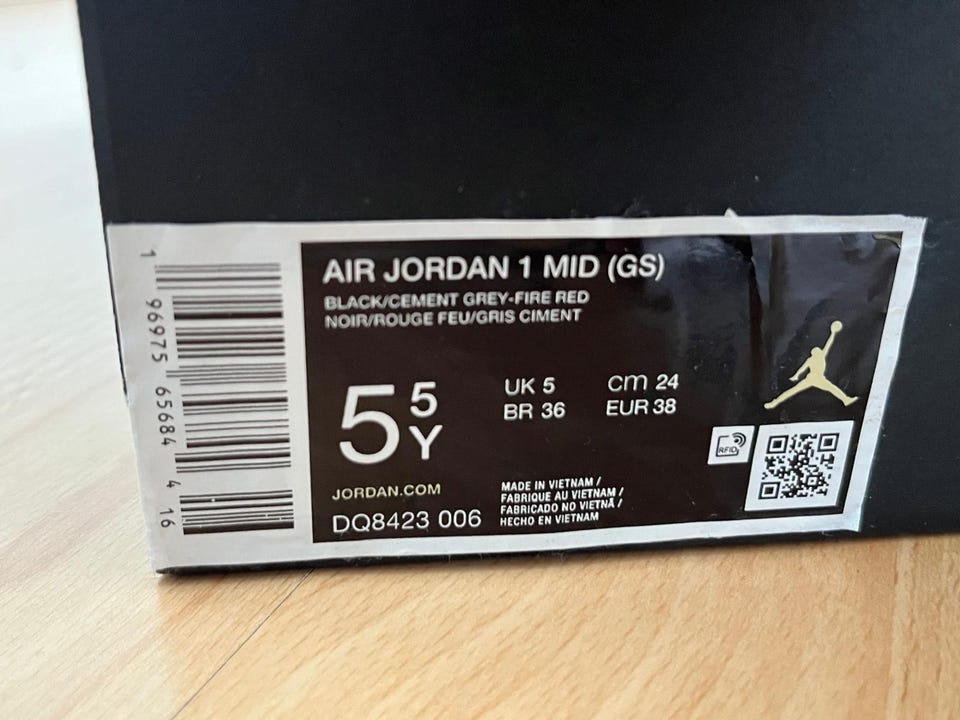 1 96975 65684 4 16
AIR JORDAN 1 MID (GS)
BLACK/CEMENT GREY-FIRE RED
NOIR/ROUGE FEU/GRIS CIMENT
5 5 Y
UK 5
BR 36
cm 24
EUR 38
RFID
JORDAN.COM
DQ8423 006
MADE IN VIETNAM /
FABRIQUE AU VIETNAM /
FABRICADO NO VIETNÃ /
HECHO EN VIETNAM